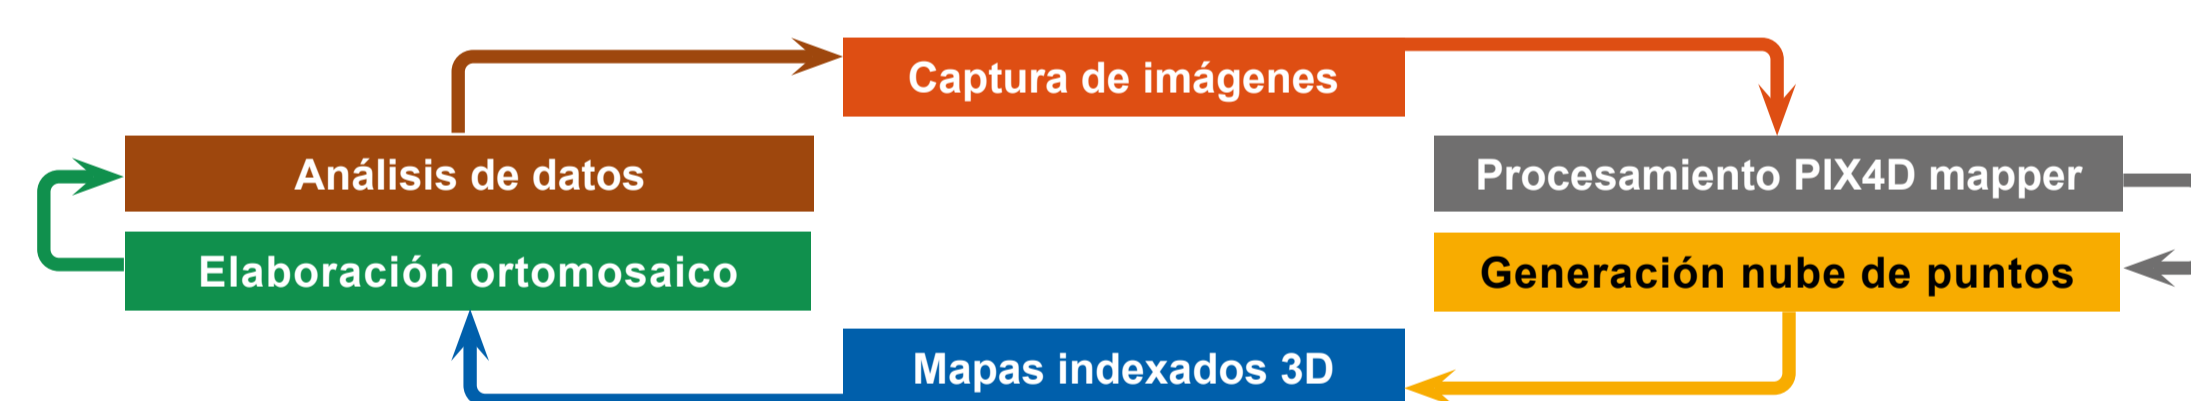 Captura de imágenes
Análisis de datos
Procesamiento PIX4D mapper
Elaboración ortomosaico
Generación nube de puntos
Mapas indexados 3D